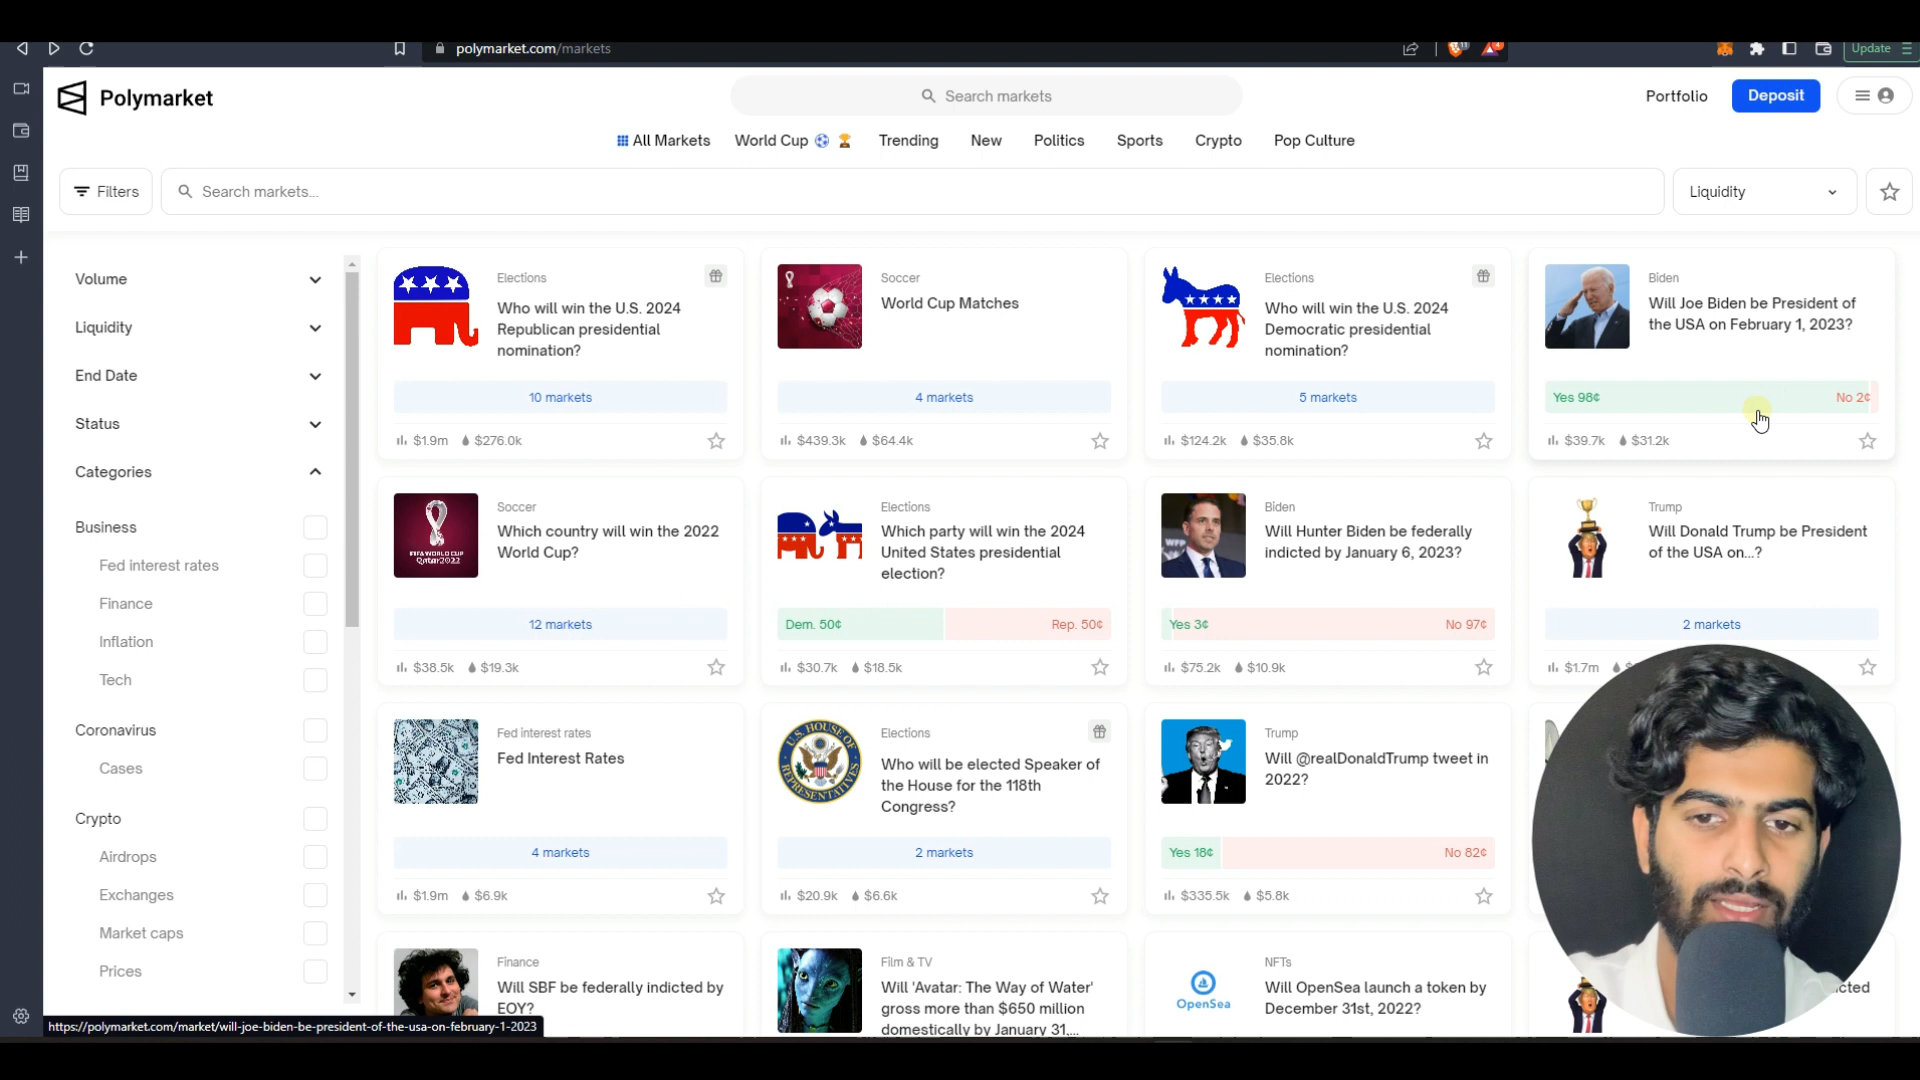 polymarket.com/markets
Update
Polymarket
Search markets
Portfolio
Deposit
All Markets
World Cup
Trending
New
Politics
Sports
Crypto
Pop Culture
Filters
Search markets...
Liquidity
Volume
Liquidity
End Date
Status
Categories
Business
Fed interest rates
Finance
Inflation
Tech
Coronavirus
Cases
Crypto
Airdrops
Exchanges
Market caps
Prices
Elections
Who will win the U.S. 2024
Republican presidential
nomination?
10 markets
$1.9m $276.0k
Soccer
World Cup Matches
4 markets
$439.3k $64.4k
Elections
Who will win the U.S. 2024
Democratic presidential
nomination?
5 markets
$124.2k $35.8k
Biden
Will Joe Biden be President of
the USA on February 1, 2023?
Yes 98¢ No 2¢
$39.7k $31.2k
FIFA WORLD CUP
Qatar2022
Soccer
Which country will win the 2022
World Cup?
12 markets
$38.5k $19.3k
Elections
Which party will win the 2024
United States presidential
election?
Dem. 50¢ Rep. 50¢
$30.7k $18.5k
Biden
Will Hunter Biden be federally
indicted by January 6, 2023?
Yes 3¢ No 97¢
$75.2k $10.9k
Trump
Will Donald Trump be President
of the USA on...?
2 markets
$1.7m
Fed interest rates
Fed Interest Rates
4 markets
$1.9m $6.9k
U.S. HOUSE OF
REPRESENTATIVES
Elections
Who will be elected Speaker of
the House for the 118th
Congress?
2 markets
$20.9k $6.6k
Trump
Will @realDonaldTrump tweet in
2022?
Yes 18¢ No 82¢
$335.5k $5.8k
Finance
Will SBF be federally indicted by
EOY?
Film & TV
Will 'Avatar: The Way of Water'
gross more than $650 million
domestically by January 31,...
OpenSea
NFTs
Will OpenSea launch a token by
December 31st, 2022?
https://polymarket.com/market/will-joe-biden-be-president-of-the-usa-on-february-1-2023